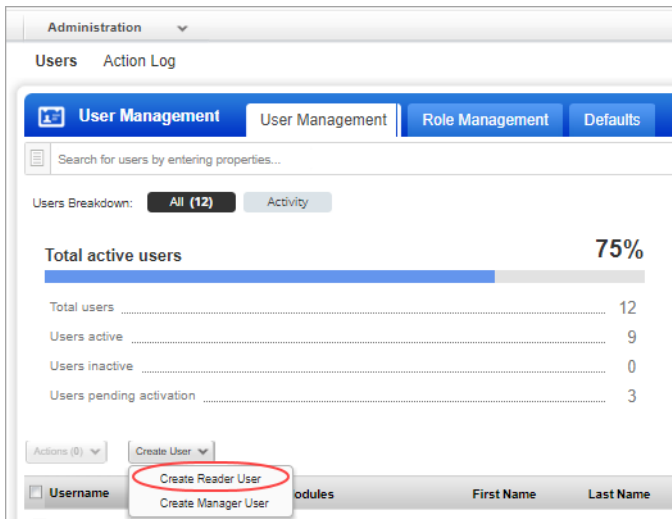 Administration
Users Action Log
User Management User Management Role Management Defaults
Search for users by entering properties...
Users Breakdown: All (12) Activity
Total active users 75%
Total users 12
Users active 9
Users inactive 0
Users pending activation 3
Actions (0) Create User
Create Reader User
Username odules First Name Last Name
Create Manager User